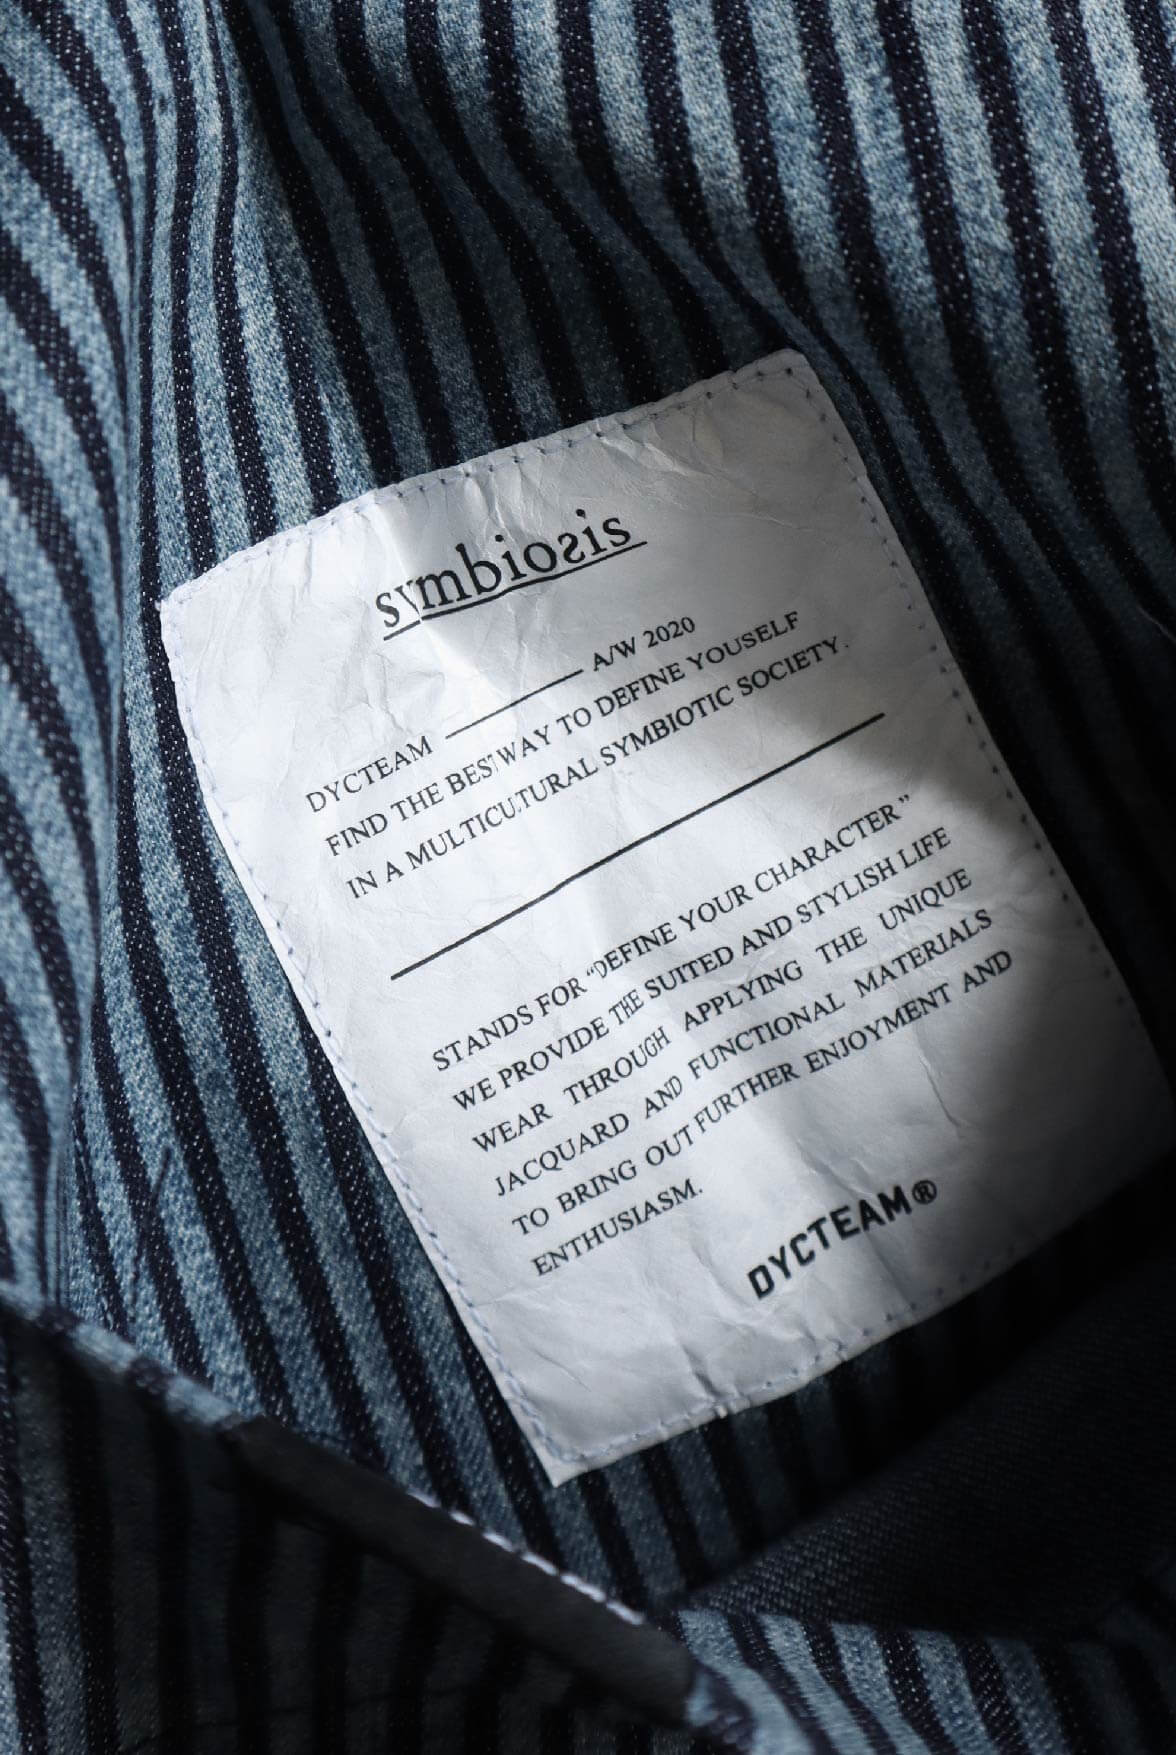 symbiosis
DYCTEAM — A/W 2020
FIND THE BEST WAY TO DEFINE YOUSELF
IN A MULTICUTURAL SYMBIOTIC SOCIETY.
STANDS FOR “DEFINE YOUR CHARACTER”
WE PROVIDE THE SUITED AND STYLISH LIFE
WEAR THROUGH APPLYING THE UNIQUE
JACQUARD AND FUNCTIONAL MATERIALS
TO BRING OUT FURTHER ENJOYMENT AND
ENTHUSIASM.
DYCTEAM®